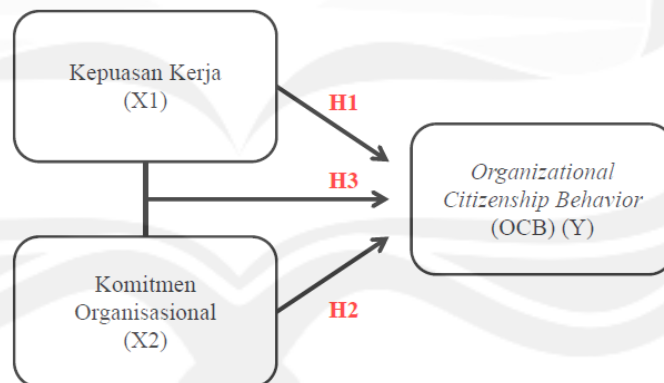 Kepuasan Kerja
(X1)
H1
H3
Organizational
Citizenship Behavior
(OCB) (Y)
Komitmen
Organisasional
(X2)
H2